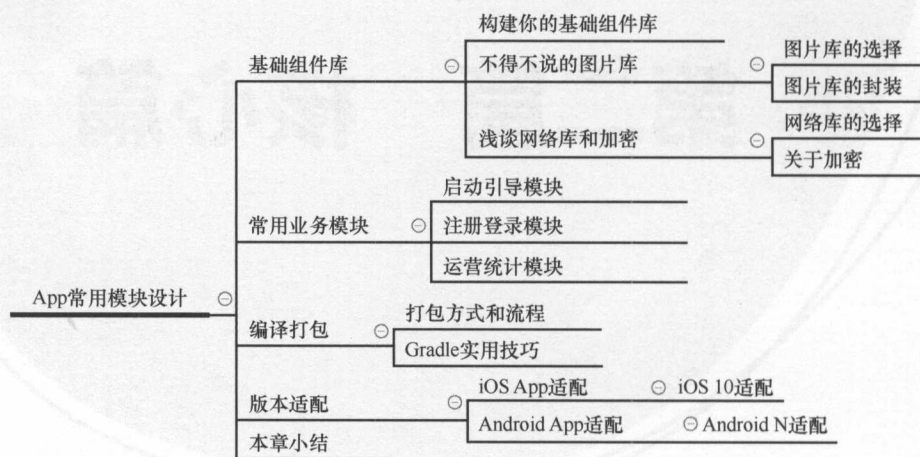 构建你的基础组件库
图片库的选择
基础组件库
不得不说的图片库
图片库的封装
网络库的选择
浅谈网络库和加密
关于加密
启动引导模块
常用业务模块
注册登录模块
运营统计模块
App常用模块设计
打包方式和流程
编译打包
Gradle实用技巧
iOS App适配
iOS 10适配
版本适配
Android App适配
Android N适配
本章小结